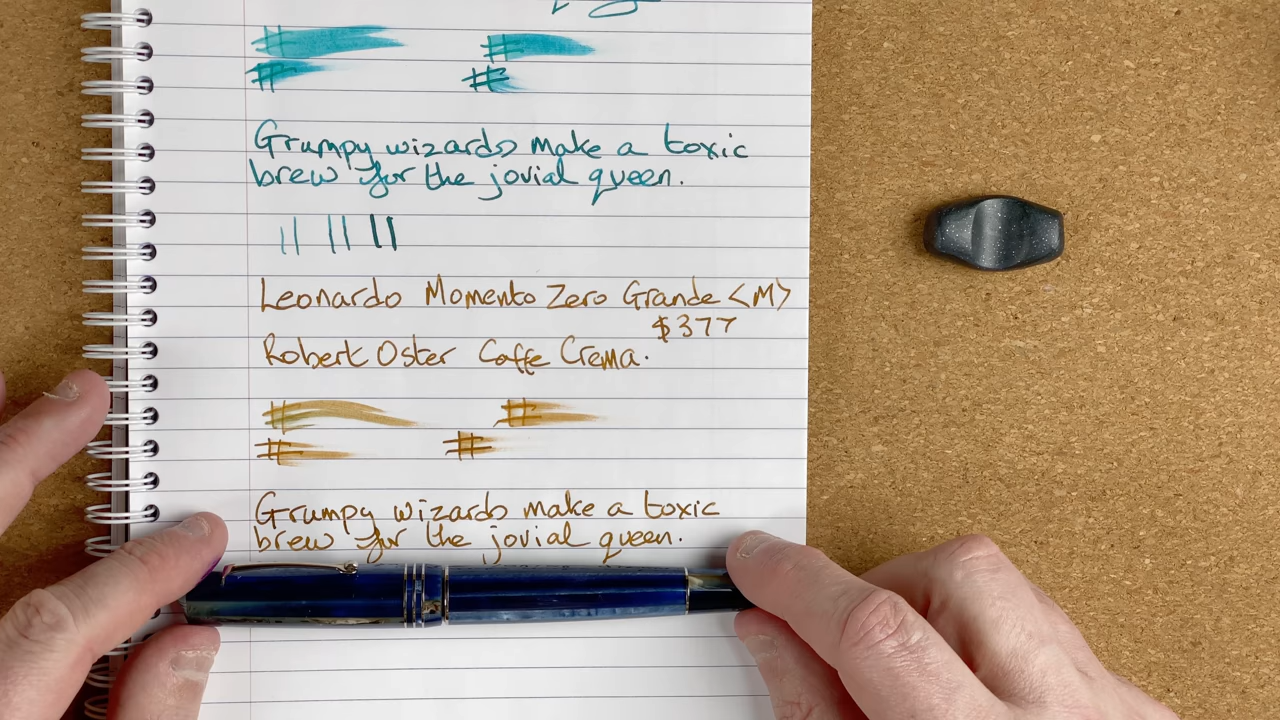 Grumpy wizards make a toxic
brew for the jovial queen.
Leonardo Momento Zero Grande <M>
$377
Robert Oster Caffe Crema.
Grumpy wizards make a toxic
brew for the jovial queen.